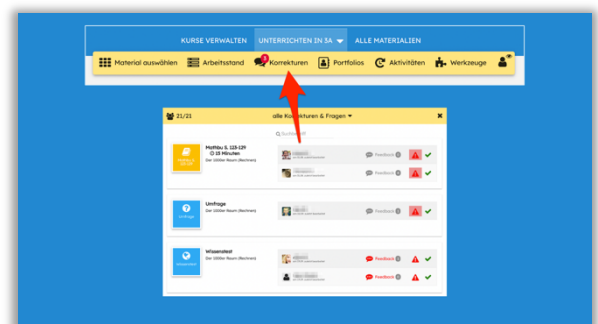 KURSE VERWALTEN UNTERRICHTEN IN 3A ALLE MATERIALIEN
Material auswählen Arbeitsstand Korrekturen Portfolios Aktivitäten Werkzeuge
21/21 alle Korrekturen & Fragen
Mathbu S. 123-129
15 Minuten
Der 1000er Raum (Rechnen)
Feedback
Feedback
Umfrage
Der 1000er Raum (Rechnen)
Umfrage
Feedback
Wissenstest
Der 1000er Raum (Rechnen)
Wissenstest
Feedback
Feedback